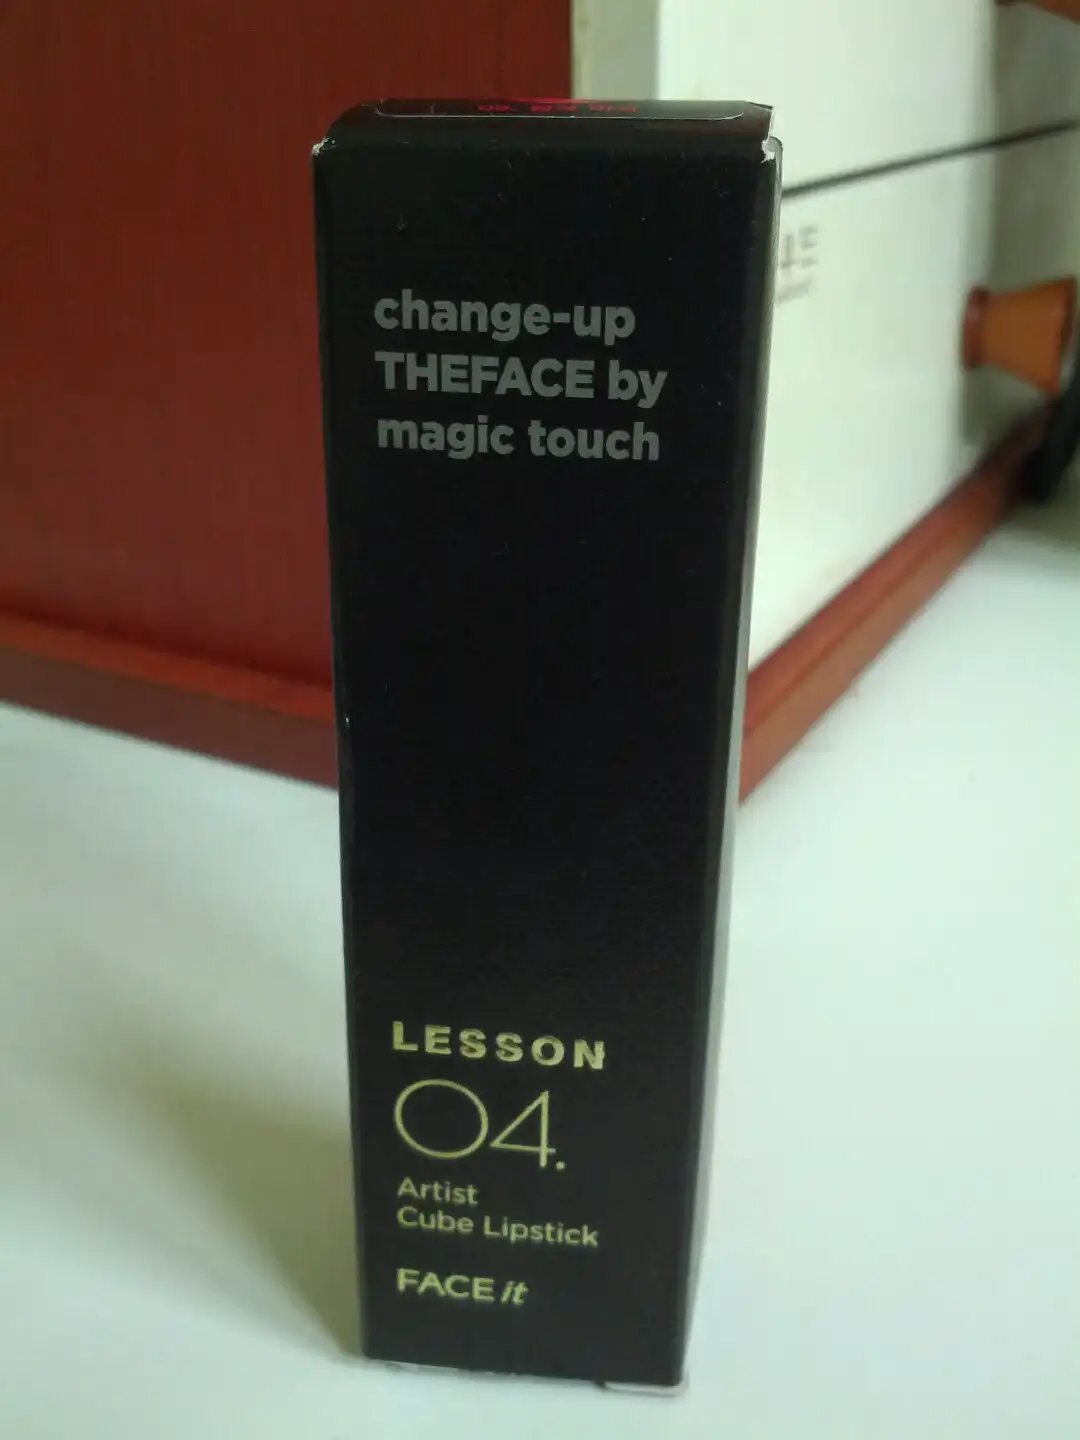 change-up
THEFACE by
magic touch
LESSON
04.
Artist
Cube Lipstick
FACE it